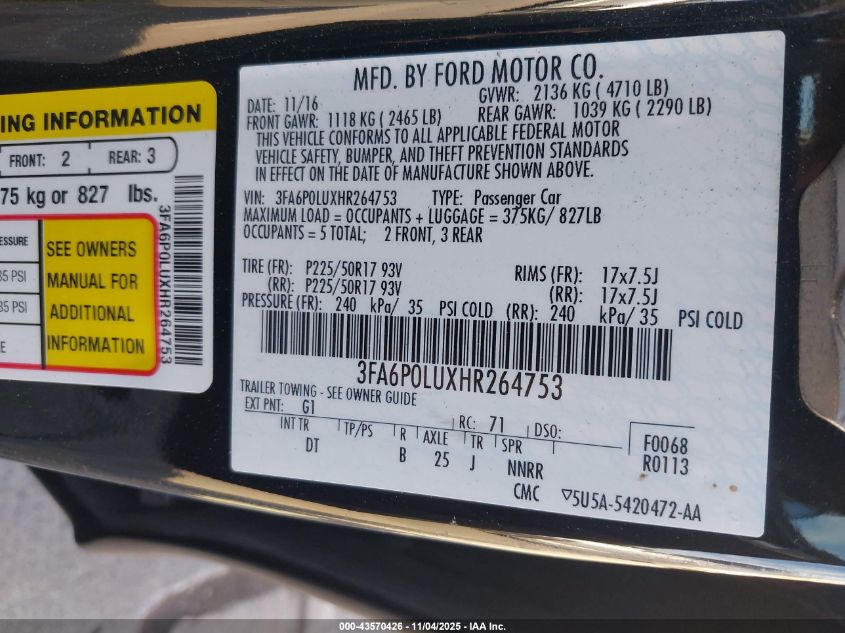 ING INFORMATION
FRONT: 2 REAR: 3
75 kg or 827 lbs.
ESSURE
35 PSI
35 PSI
E
SEE OWNERS
MANUAL FOR
ADDITIONAL
INFORMATION
3FA6P0LUXHR264753
MFD. BY FORD MOTOR CO.
DATE: 11/16 GVWR: 2136 KG ( 4710 LB)
FRONT GAWR: 1118 KG ( 2465 LB) REAR GAWR: 1039 KG ( 2290 LB)
THIS VEHICLE CONFORMS TO ALL APPLICABLE FEDERAL MOTOR
VEHICLE SAFETY, BUMPER, AND THEFT PREVENTION STANDARDS
IN EFFECT ON THE DATE OF MANUFACTURE SHOWN ABOVE.
VIN: 3FA6P0LUXHR264753 TYPE: Passenger Car
MAXIMUM LOAD = OCCUPANTS + LUGGAGE = 375KG/ 827LB
OCCUPANTS = 5 TOTAL; 2 FRONT, 3 REAR
TIRE (FR): P225/50R17 93V RIMS (FR): 17x7.5J
(RR): P225/50R17 93V (RR): 17x7.5J
PRESSURE (FR): 240 kPa/ 35 PSI COLD (RR): 240 kPa/ 35 PSI COLD
3FA6P0LUXHR264753
TRAILER TOWING - SEE OWNER GUIDE
EXT PNT: G1 RC: 71 DSO: F0068
INT TR TP/PS R AXLE TR SPR R0113
DT B 25 J NNRR
CMC ▽5U5A-5420472-AA
000-43570426 - 11/04/2025 - IAA Inc.